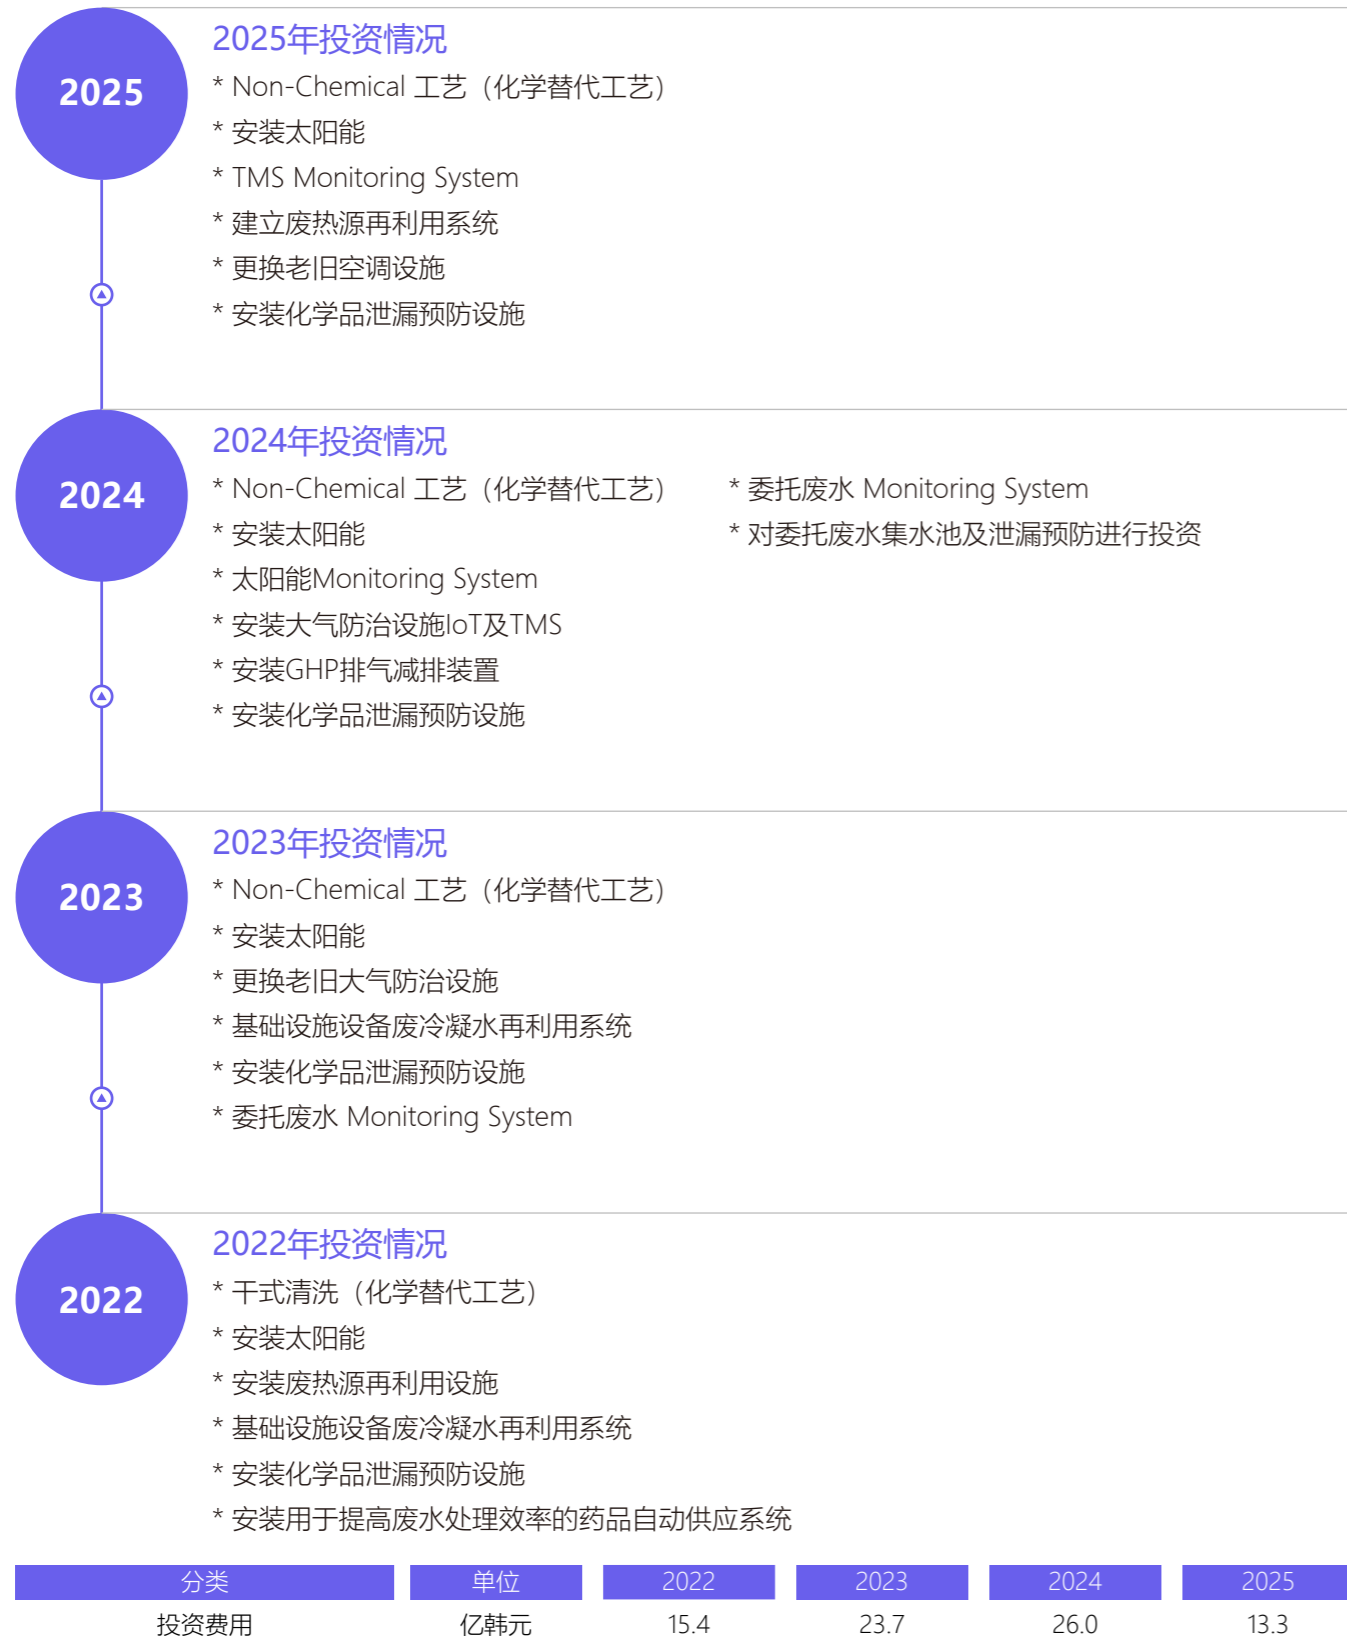 2025
2025年投资情况
* Non-Chemical 工艺（化学替代工艺）
* 安装太阳能
* TMS Monitoring System
* 建立废热源再利用系统
* 更换老旧空调设施
* 安装化学品泄漏预防设施
2024
2024年投资情况
* Non-Chemical 工艺（化学替代工艺）
* 安装太阳能
* 太阳能Monitoring System
* 安装大气防治设施IoT及TMS
* 安装GHP排气减排装置
* 安装化学品泄漏预防设施
* 委托废水 Monitoring System
* 对委托废水集水池及泄漏预防进行投资
2023
2023年投资情况
* Non-Chemical 工艺（化学替代工艺）
* 安装太阳能
* 更换老旧大气防治设施
* 基础设施设备废冷凝水再利用系统
* 安装化学品泄漏预防设施
* 委托废水 Monitoring System
2022
2022年投资情况
* 干式清洗（化学替代工艺）
* 安装太阳能
* 安装废热源再利用设施
* 基础设施设备废冷凝水再利用系统
* 安装化学品泄漏预防设施
* 安装用于提高废水处理效率的药品自动供应系统
分类 单位 2022 2023 2024 2025
投资费用 亿韩元 15.4 23.7 26.0 13.3